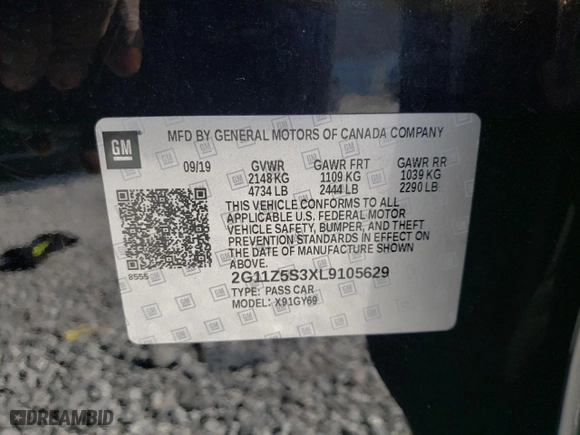 GM
MFD BY GENERAL MOTORS OF CANADA COMPANY
09/19 GVWR GAWR FRT GAWR RR
2148 KG 1109 KG 1039 KG
4734 LB 2444 LB 2290 LB
THIS VEHICLE CONFORMS TO ALL
APPLICABLE U.S. FEDERAL MOTOR
VEHICLE SAFETY, BUMPER, AND THEFT
PREVENTION STANDARDS IN EFFECT ON
THE DATE OF MANUFACTURE SHOWN
ABOVE.
8555
2G11Z5S3XL9105629
TYPE: PASS CAR
MODEL: X91GY69
DREAMBID